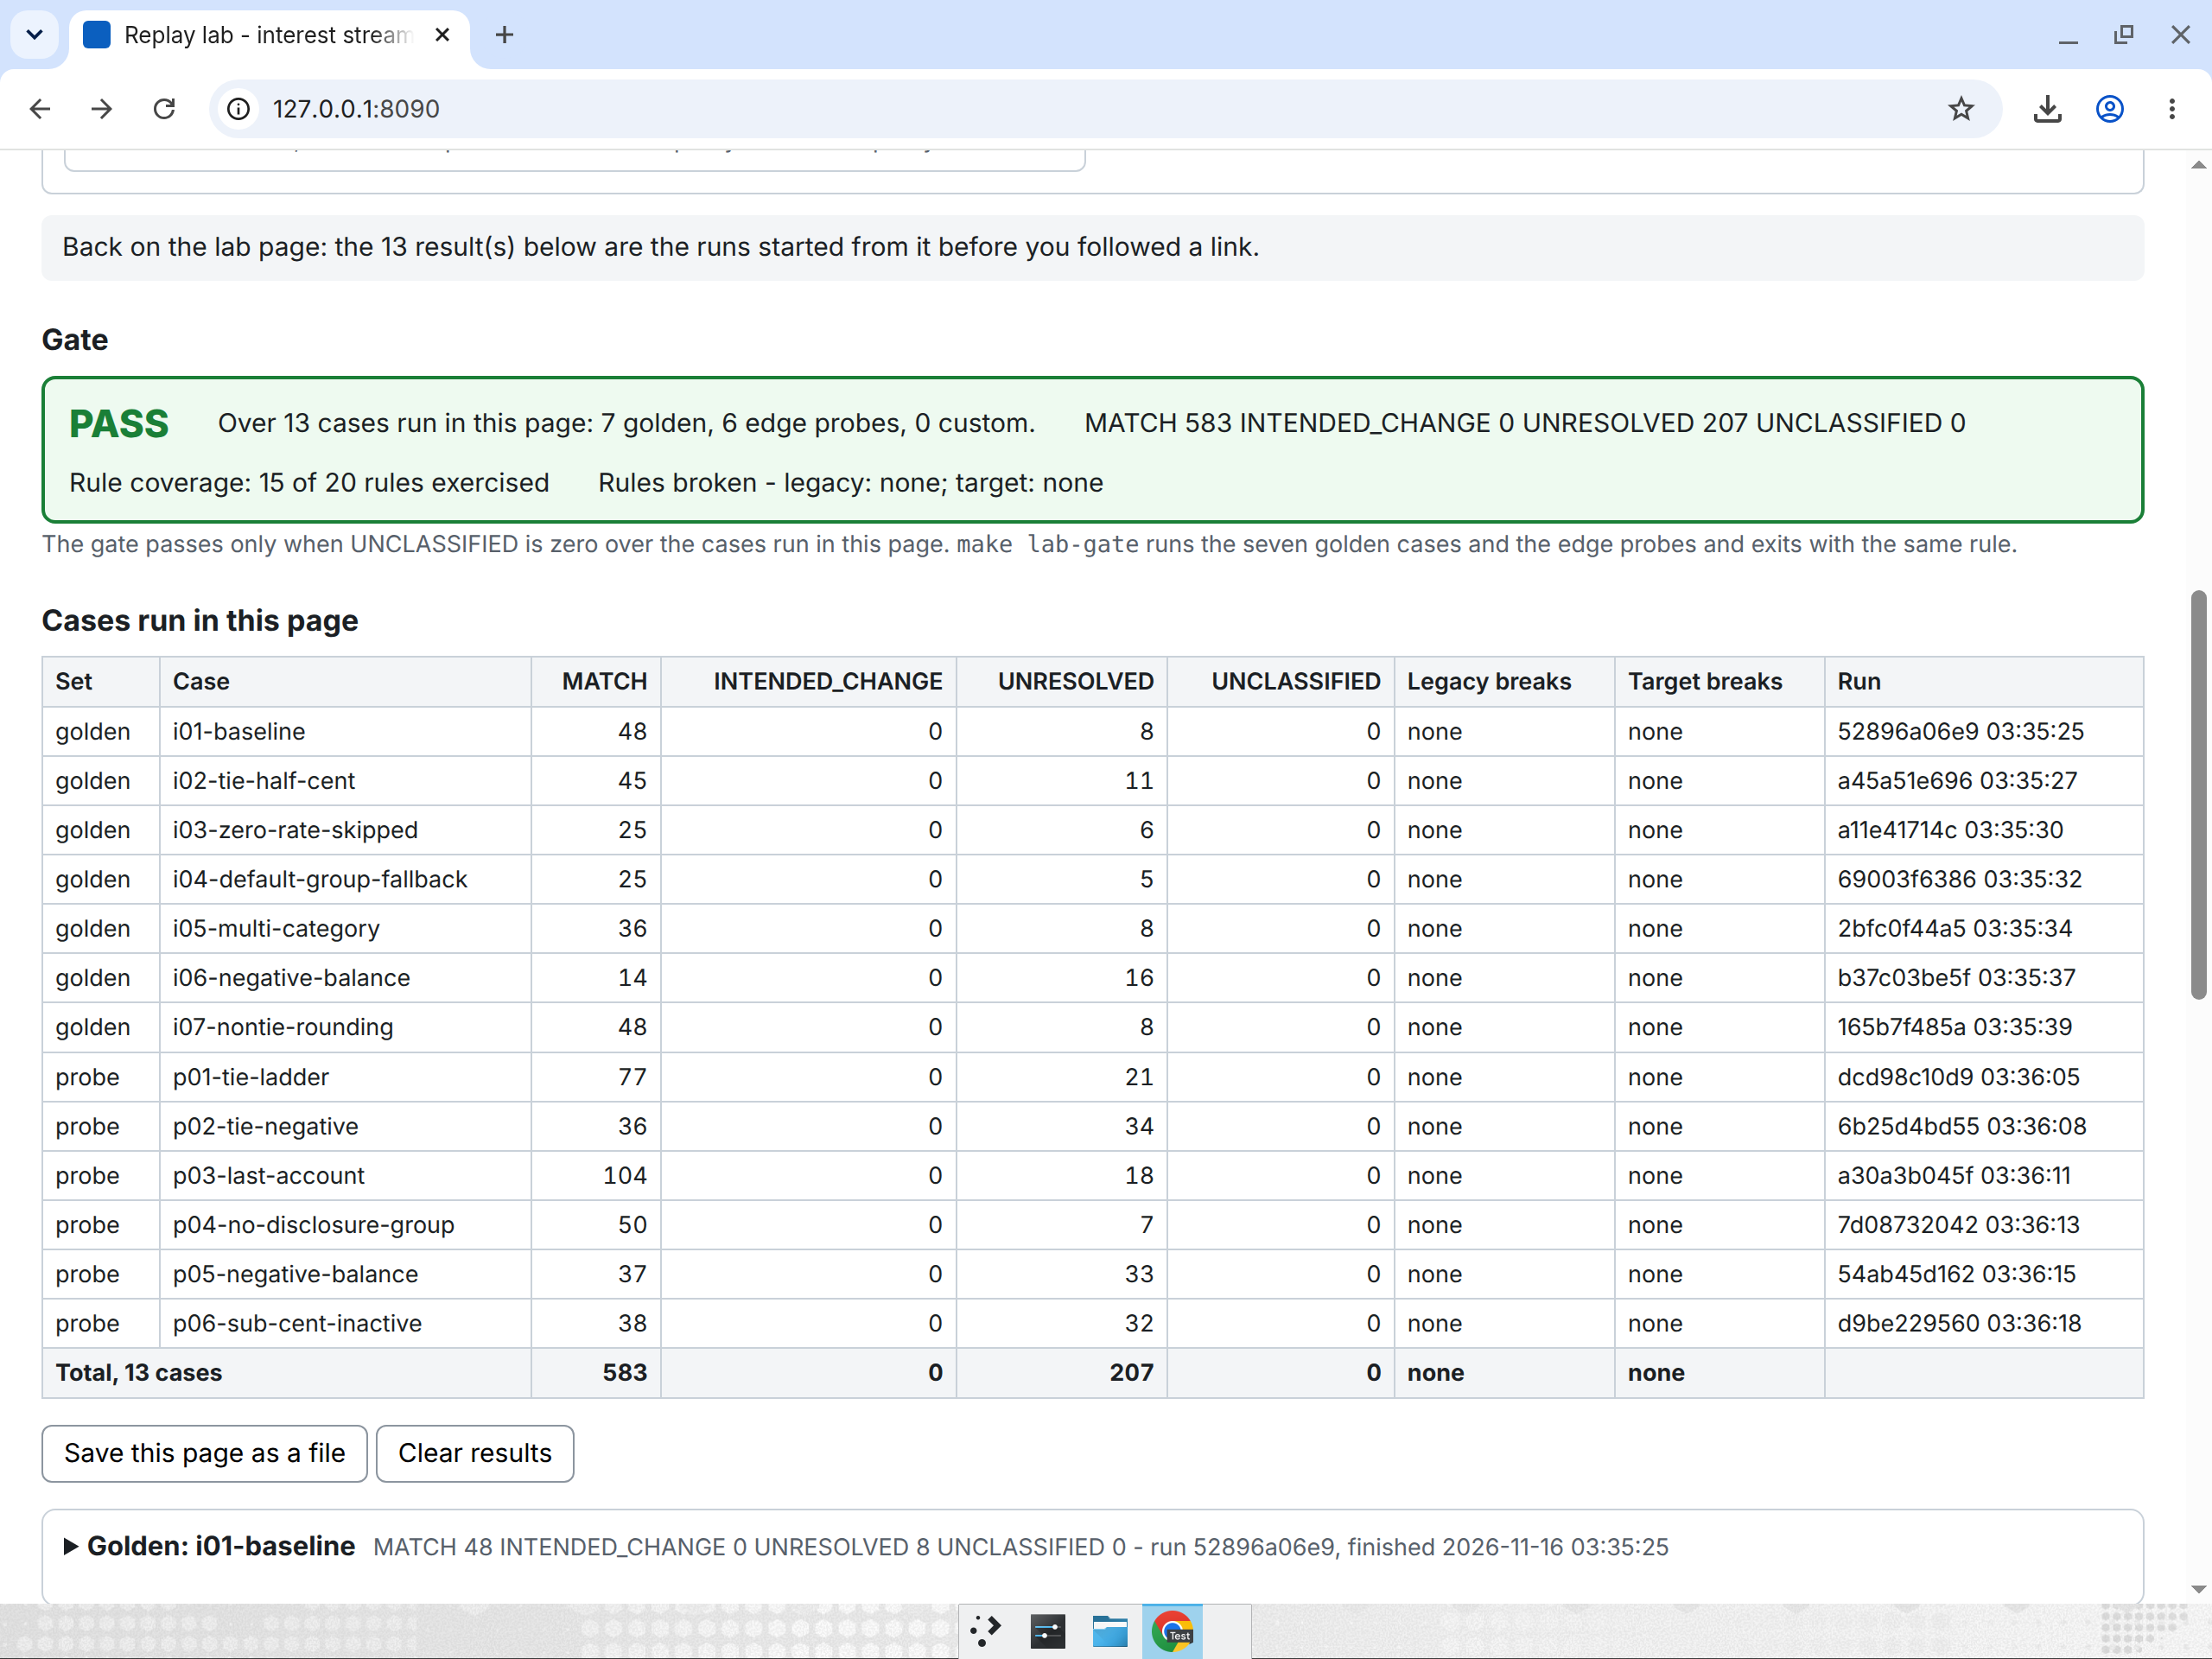 Replay lab - interest stream
127.0.0.1:8090
Back on the lab page: the 13 result(s) below are the runs started from it before you followed a link.
Gate
PASS Over 13 cases run in this page: 7 golden, 6 edge probes, 0 custom. MATCH 583 INTENDED_CHANGE 0 UNRESOLVED 207 UNCLASSIFIED 0
Rule coverage: 15 of 20 rules exercised Rules broken - legacy: none; target: none
The gate passes only when UNCLASSIFIED is zero over the cases run in this page. make lab-gate runs the seven golden cases and the edge probes and exits with the same rule.
Cases run in this page
Set Case MATCH INTENDED_CHANGE UNRESOLVED UNCLASSIFIED Legacy breaks Target breaks Run
golden i01-baseline 48 0 8 0 none none 52896a06e9 03:35:25
golden i02-tie-half-cent 45 0 11 0 none none a45a51e696 03:35:27
golden i03-zero-rate-skipped 25 0 6 0 none none a11e41714c 03:35:30
golden i04-default-group-fallback 25 0 5 0 none none 69003f6386 03:35:32
golden i05-multi-category 36 0 8 0 none none 2bfc0f44a5 03:35:34
golden i06-negative-balance 14 0 16 0 none none b37c03be5f 03:35:37
golden i07-nontie-rounding 48 0 8 0 none none 165b7f485a 03:35:39
probe p01-tie-ladder 77 0 21 0 none none dcd98c10d9 03:36:05
probe p02-tie-negative 36 0 34 0 none none 6b25d4bd55 03:36:08
probe p03-last-account 104 0 18 0 none none a30a3b045f 03:36:11
probe p04-no-disclosure-group 50 0 7 0 none none 7d08732042 03:36:13
probe p05-negative-balance 37 0 33 0 none none 54ab45d162 03:36:15
probe p06-sub-cent-inactive 38 0 32 0 none none d9be229560 03:36:18
Total, 13 cases 583 0 207 0 none none
Save this page as a file Clear results
Golden: i01-baseline MATCH 48 INTENDED_CHANGE 0 UNRESOLVED 8 UNCLASSIFIED 0 - run 52896a06e9, finished 2026-11-16 03:35:25
Test